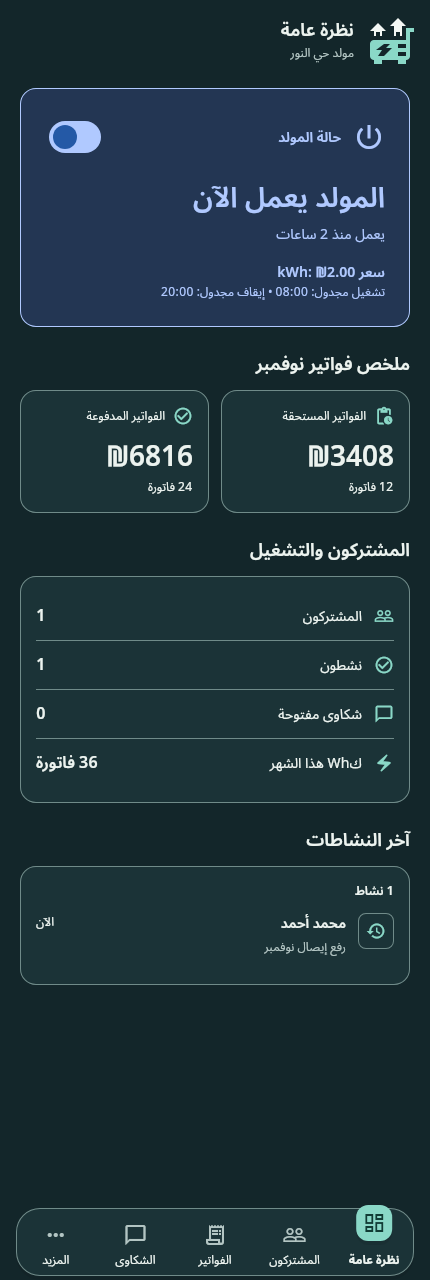 نظرة عامة
مولد حي النور
حالة المولد
المولد يعمل الآن
يعمل منذ 2 ساعات
سعر kWh: ₪2.00
تشغيل مجدول: 08:00 • إيقاف مجدول: 20:00
ملخص فواتير نوفمبر
الفواتير المستحقة
₪3408
12 فاتورة
الفواتير المدفوعة
₪6816
24 فاتورة
المشتركون والتشغيل
المشتركون 1
نشطون 1
شكاوى مفتوحة 0
كWh هذا الشهر 36 فاتورة
آخر النشاطات
1 نشاط
محمد أحمد الآن
رفع إيصال نوفمبر
نظرة عامة المشتركون الفواتير الشكاوى المزيد